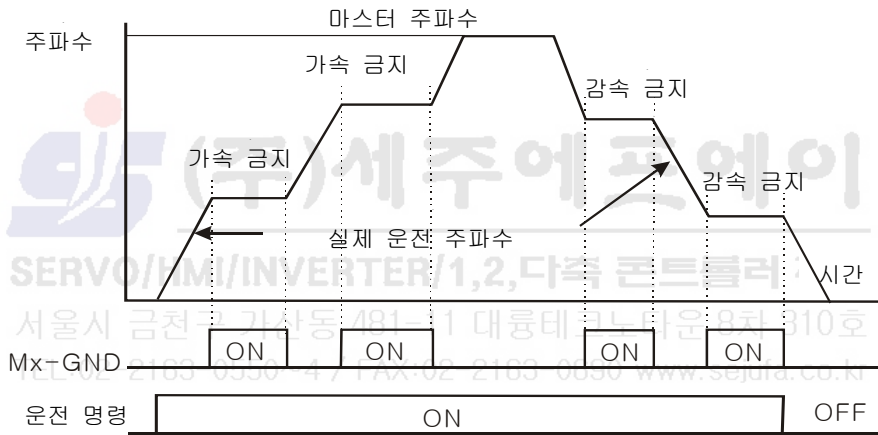 마스터 주파수
주파수
가속 금지
감속 금지
(주)세주에프에이
가속 금지
감속 금지
실제 운전 주파수
SERVO/HMI/INVERTER/1,2,다축 콘트롤러
시간
서울시 금천구 가산동 481-11 대륭테크노타운 8차 810호
ON ON ON ON
Mx-GND
TEL:02-2163-0550~4 / FAX:02-2163-0890 www.sejufa.co.kr
운전 명령 ON OFF